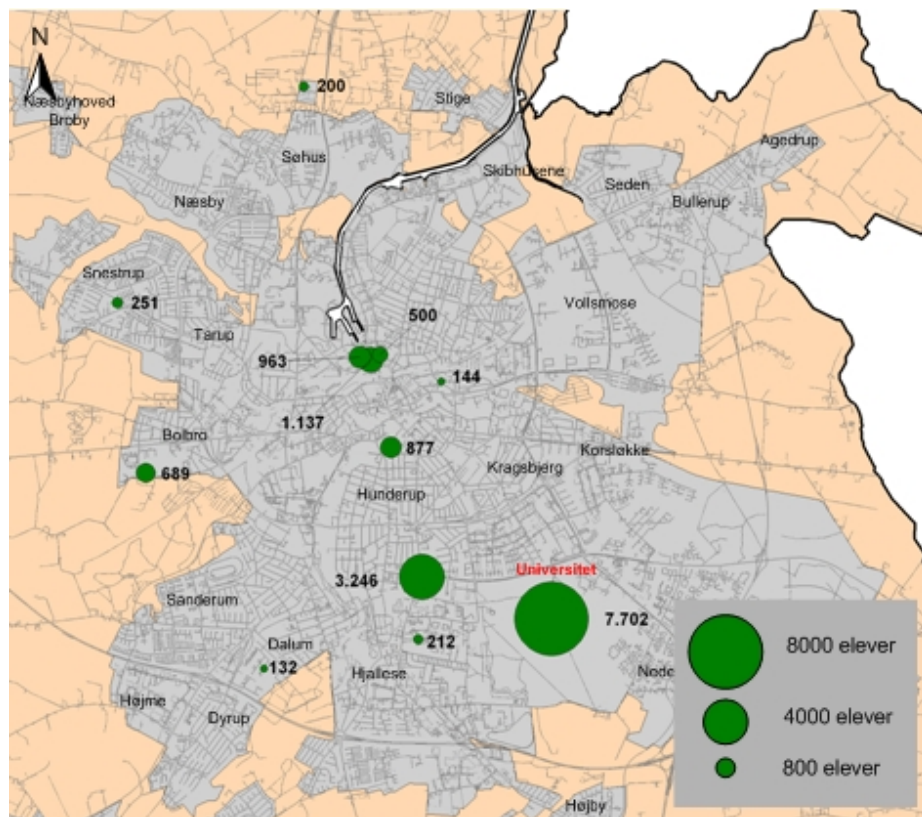 N
200
Næsbyhoved
Broby
Stige
Agedrup
Søhus
Skibhusene
Seden
Næsby
Bullerup
Snestrup
251
Vollsmose
500
Tarup
963
144
1.137
Bolbro
877
Korsløkke
689
Kragsbjerg
Hunderup
Universitet
3.246
Sanderum
7.702
212
Dalum
8000 elever
132
Hjallese
Højme
Dyrup
4000 elever
800 elever
Højby